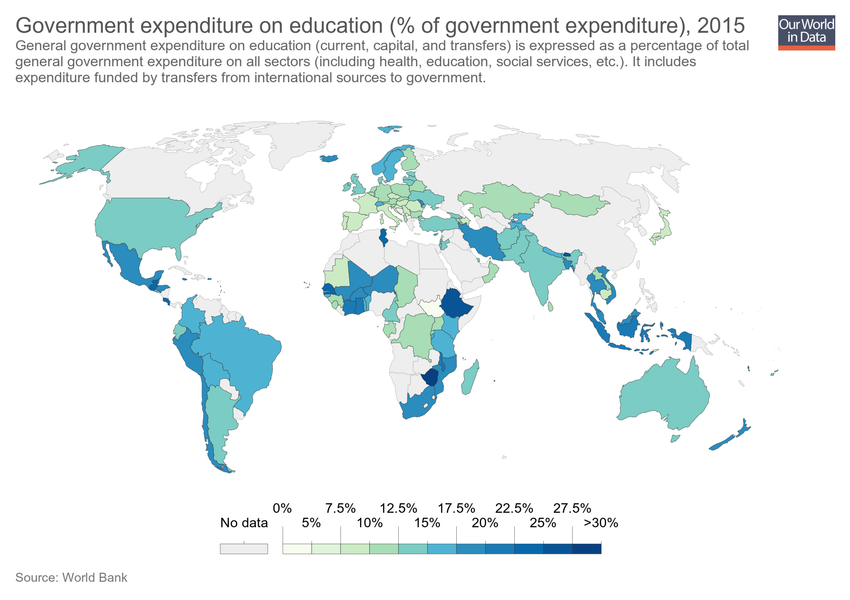 Government expenditure on education (% of government expenditure), 2015
Our World
in Data
General government expenditure on education (current, capital, and transfers) is expressed as a percentage of total
general government expenditure on all sectors (including health, education, social services, etc.). It includes
expenditure funded by transfers from international sources to government.
0% 7.5% 12.5% 17.5% 22.5% 27.5%
No data 5% 10% 15% 20% 25% >30%
Source: World Bank